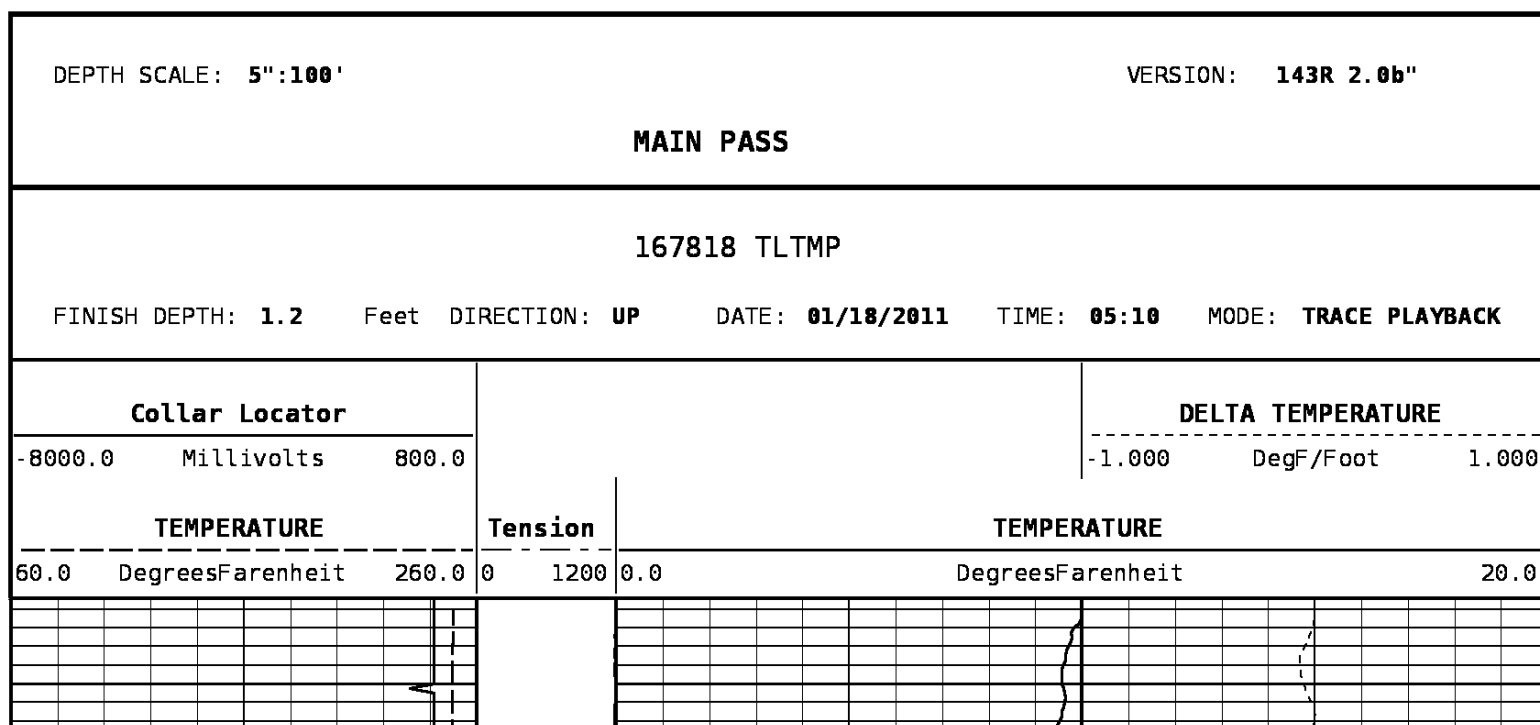 DEPTH SCALE: 5":100' VERSION: 143R 2.0b"
MAIN PASS
167818 TLTMP
FINISH DEPTH: 1.2 Feet DIRECTION: UP DATE: 01/18/2011 TIME: 05:10 MODE: TRACE PLAYBACK
Collar Locator DELTA TEMPERATURE
-8000.0 Millivolts 800.0 -1.000 DegF/Foot 1.000
TEMPERATURE Tension TEMPERATURE
60.0 DegreesFarenheit 260.0 0 1200 0.0 DegreesFarenheit 20.0